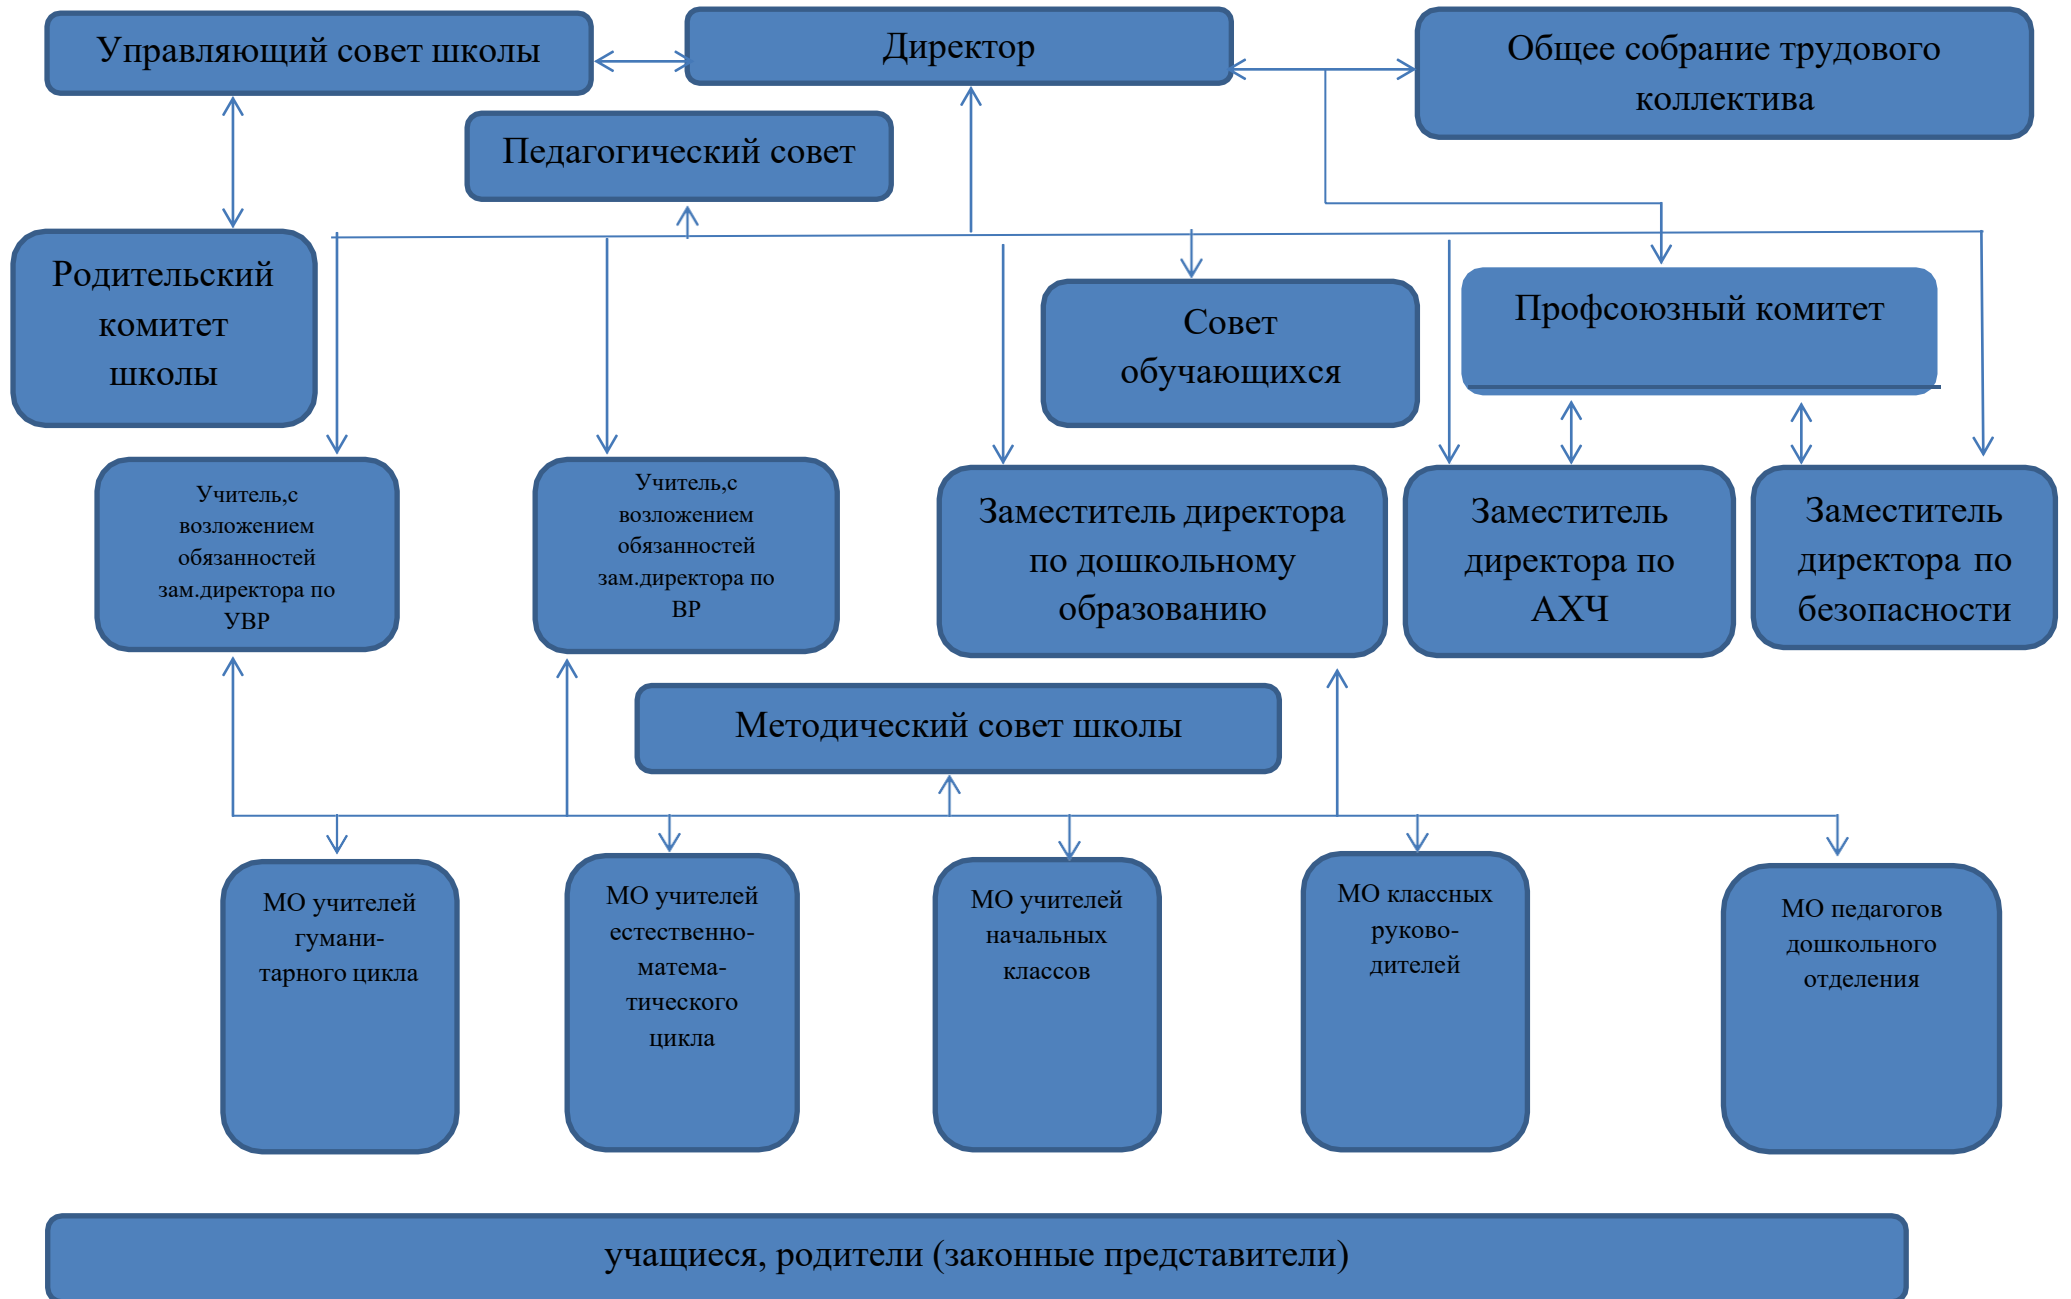 Управляющий совет школы
Директор
Общее собрание трудового
коллектива
Педагогический совет
Родительский
комитет
школы
Совет
обучающихся
Профсоюзный комитет
Учитель,с
возложением
обязанностей
зам.директора по
УВР
Учитель,с
возложением
обязанностей
зам.директора по
ВР
Заместитель директора
по дошкольному
образованию
Заместитель
директора по
АХЧ
Заместитель
директора по
безопасности
Методический совет школы
МО учителей
гумани-
тарного цикла
МО учителей
естественно-
матема-
тического
цикла
МО учителей
начальных
классов
МО классных
руково-
дителей
МО педагогов
дошкольного
отделения
учащиеся, родители (законные представители)